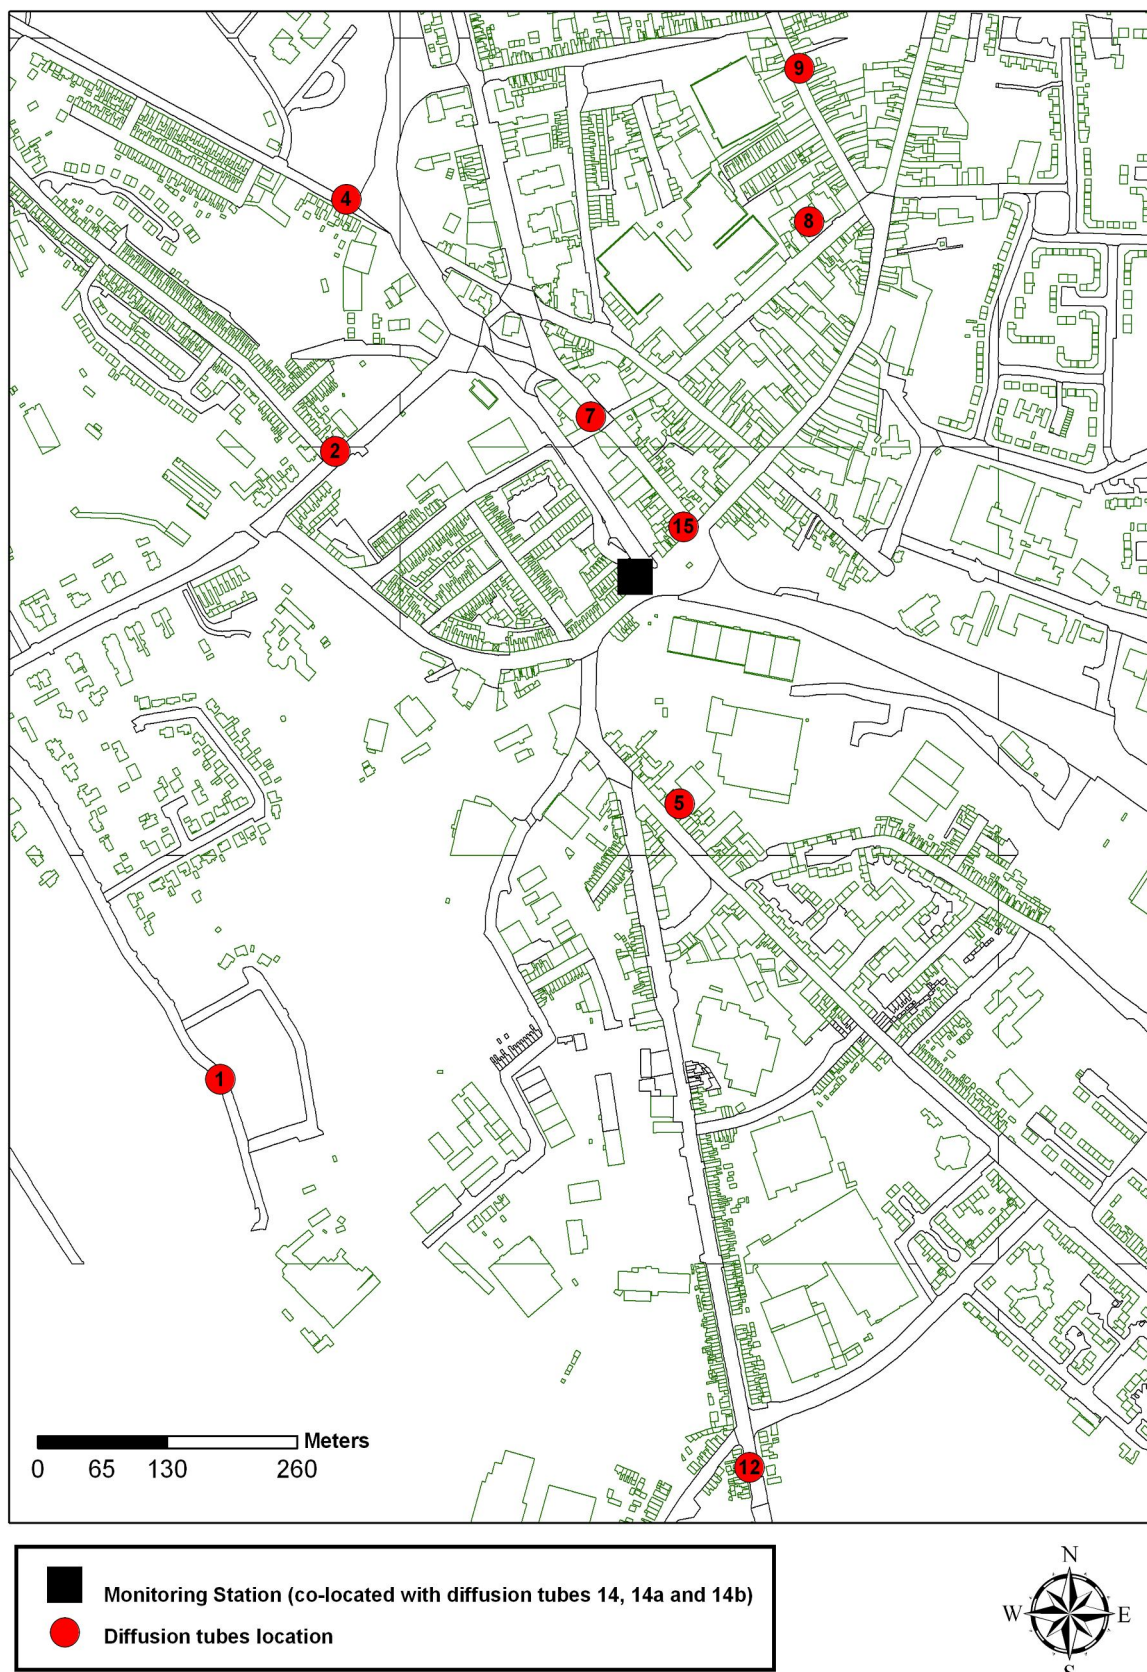 9
4
8
7
2
15
5
1
Meters
0 65 130 260
12
Monitoring Station (co-located with diffusion tubes 14, 14a and 14b)
Diffusion tubes location
N
W E
S